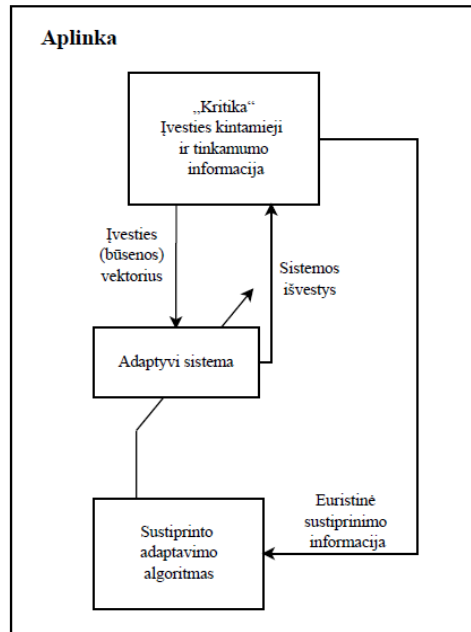 Aplinka
„Kritika“
Įvesties kintamieji
ir tinkamumo
informacija
Įvesties
(būsenos)
vektorius
Sistemos
išvestys
Adaptyvi sistema
Euristinė
sustiprinimo
informacija
Sustiprinto
adaptavimo
algoritmas